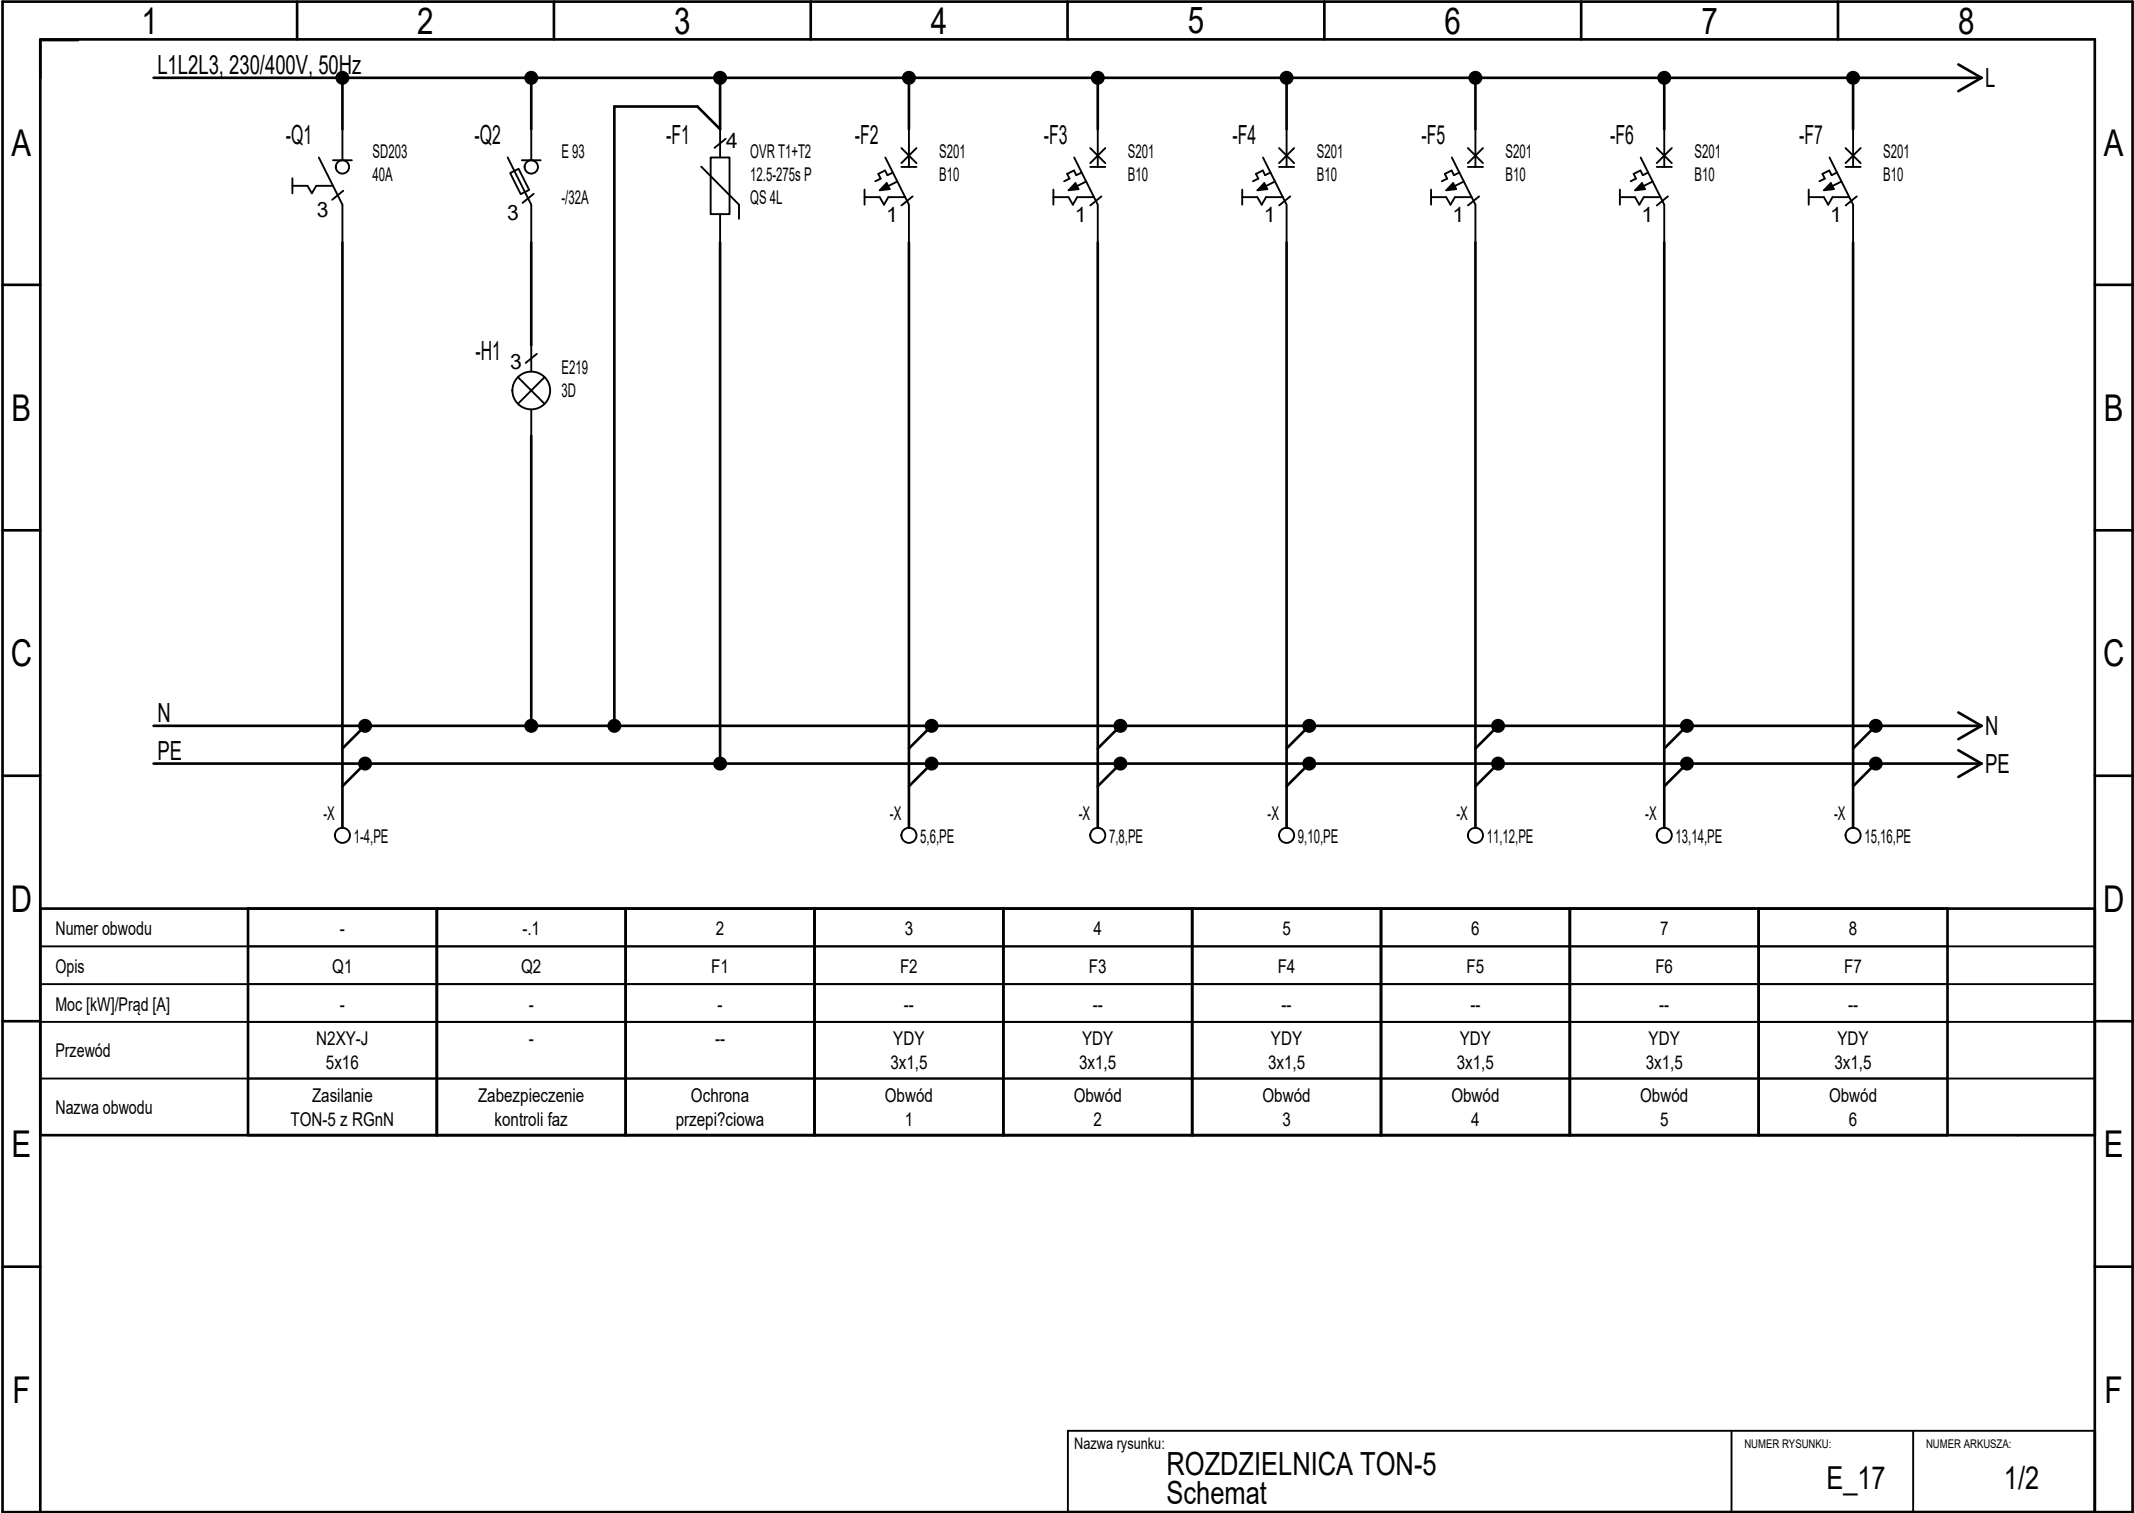 1 2 3 4 5 6 7 8
L1L2L3, 230/400V, 50Hz
L
A A
-Q1 SD203
40A
3
-Q2 E 93
-/32A
3
-F1 4 OVR T1+T2
12.5-275s P
QS 4L
-F2 S201
B10
1
-F3 S201
B10
1
-F4 S201
B10
1
-F5 S201
B10
1
-F6 S201
B10
1
-F7 S201
B10
1
-H1 3 E219
3D
B B
C C
N N
PE PE
-X 1-4,PE
-X 5,6,PE
-X 7,8,PE
-X 9,10,PE
-X 11,12,PE
-X 13,14,PE
-X 15,16,PE
D D
Numer obwodu - -.1 2 3 4 5 6 7 8
Opis Q1 Q2 F1 F2 F3 F4 F5 F6 F7
Moc [kW]/Prąd [A] - - - -- -- -- -- -- --
Przewód N2XY-J 5x16 - -- YDY 3x1,5 YDY 3x1,5 YDY 3x1,5 YDY 3x1,5 YDY 3x1,5 YDY 3x1,5
Nazwa obwodu Zasilanie TON-5 z RGnN Zabezpieczenie kontroli faz Ochrona przepi?ciowa Obwód 1 Obwód 2 Obwód 3 Obwód 4 Obwód 5 Obwód 6
E E
F F
Nazwa rysunku:
ROZDZIELNICA TON-5
Schemat
NUMER RYSUNKU:
E_17
NUMER ARKUSZA:
1/2